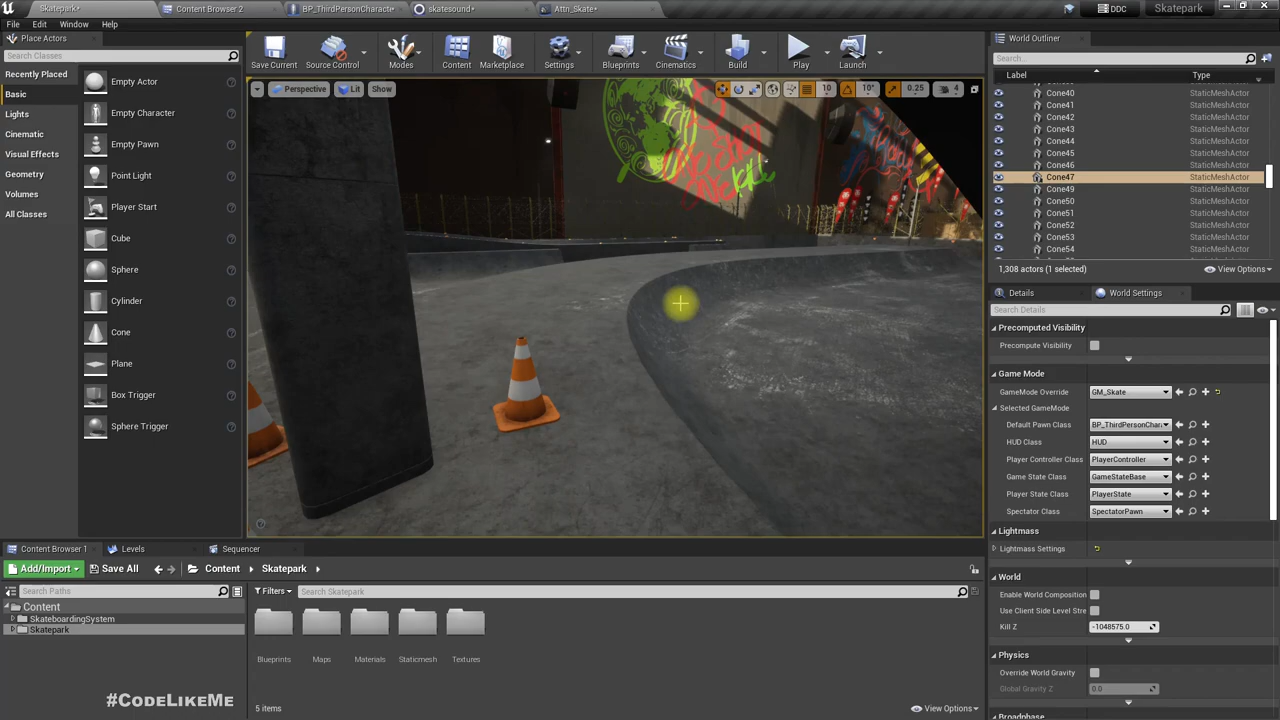 Skatepark•
Content Browser 2
BP_ThirdPersonCharacte•
skatesound•
Attn_Skate•
DDC
Skatepark
File
Edit
Window
Help
Place Actors
Search Classes
Recently Placed
Basic
Lights
Cinematic
Visual Effects
Geometry
Volumes
All Classes
Empty Actor
Empty Character
Empty Pawn
Point Light
Player Start
Cube
Sphere
Cylinder
Cone
Plane
Box Trigger
Sphere Trigger
Save Current
Source Control
Modes
Content
Marketplace
Settings
Blueprints
Cinematics
Build
Play
Launch
Perspective
Lit
Show
10
10°
0.25
4
World Outliner
Search...
Label
Type
Cone40 StaticMeshActor
Cone41 StaticMeshActor
Cone42 StaticMeshActor
Cone43 StaticMeshActor
Cone44 StaticMeshActor
Cone45 StaticMeshActor
Cone46 StaticMeshActor
Cone47 StaticMeshActor
Cone49 StaticMeshActor
Cone50 StaticMeshActor
Cone51 StaticMeshActor
Cone52 StaticMeshActor
Cone53 StaticMeshActor
Cone54 StaticMeshActor
1,308 actors (1 selected)
View Options
Details
World Settings
Search Details
Precomputed Visibility
Precompute Visibility
Game Mode
GameMode Override GM_Skate
Selected GameMode
Default Pawn Class BP_ThirdPersonChara
HUD Class HUD
Player Controller Class PlayerController
Game State Class GameStateBase
Player State Class PlayerState
Spectator Class SpectatorPawn
Lightmass
Lightmass Settings
World
Enable World Composition
Use Client Side Level Stre
Kill Z -1048575.0
Physics
Override World Gravity
Global Gravity Z 0.0
Broadphase
Content Browser 1
Levels
Sequencer
Add/Import
Save All
Content
Skatepark
Search Paths
Filters
Search Skatepark
Content
SkateboardingSystem
Skatepark
Blueprints
Maps
Materials
Staticmesh
Textures
5 items
View Options
#CodeLikeMe